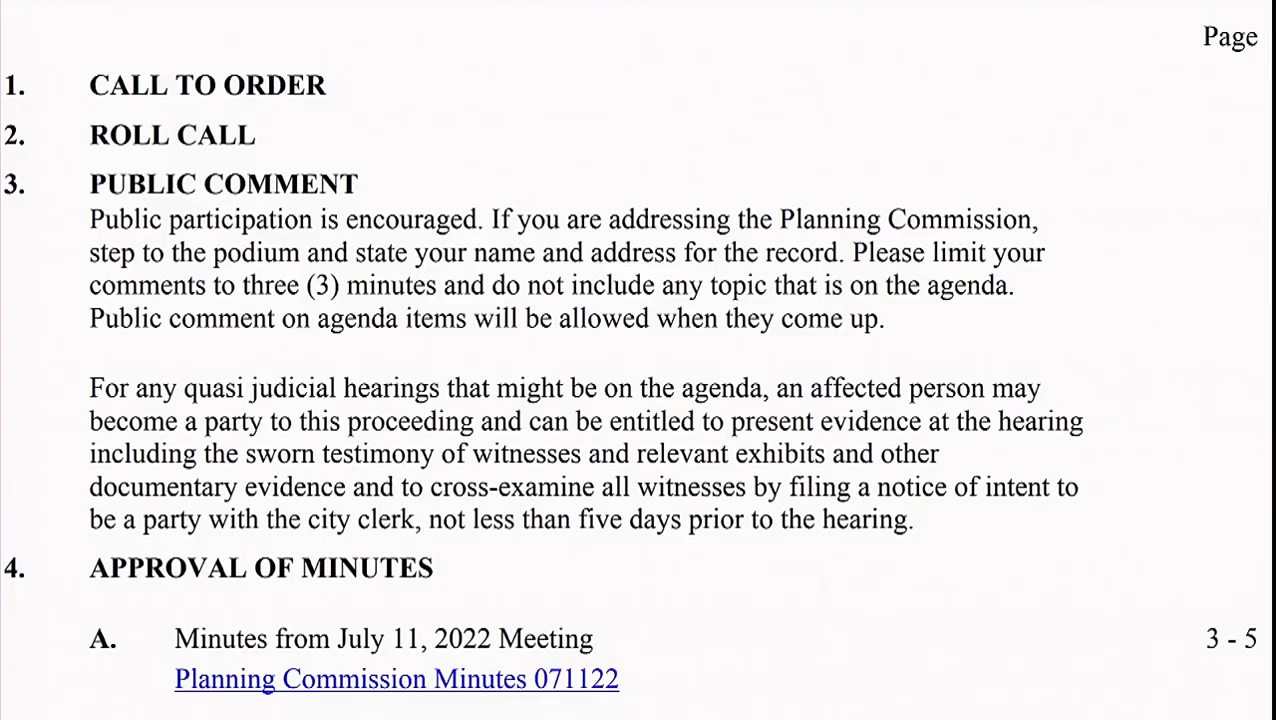 Page
1. CALL TO ORDER
2. ROLL CALL
3. PUBLIC COMMENT
Public participation is encouraged. If you are addressing the Planning Commission,
step to the podium and state your name and address for the record. Please limit your
comments to three (3) minutes and do not include any topic that is on the agenda.
Public comment on agenda items will be allowed when they come up.
For any quasi judicial hearings that might be on the agenda, an affected person may
become a party to this proceeding and can be entitled to present evidence at the hearing
including the sworn testimony of witnesses and relevant exhibits and other
documentary evidence and to cross-examine all witnesses by filing a notice of intent to
be a party with the city clerk, not less than five days prior to the hearing.
4. APPROVAL OF MINUTES
A. Minutes from July 11, 2022 Meeting 3 - 5
Planning Commission Minutes 071122